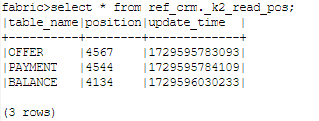 fabric>select * from ref_crm._k2_read_pos;
|table_name|position|update_time  |
+----------+--------+-------------+
|OFFER     |4567    |1729595783093|
|PAYMENT   |4544    |1729595784109|
|BALANCE   |4134    |1729596030233|
(3 rows)